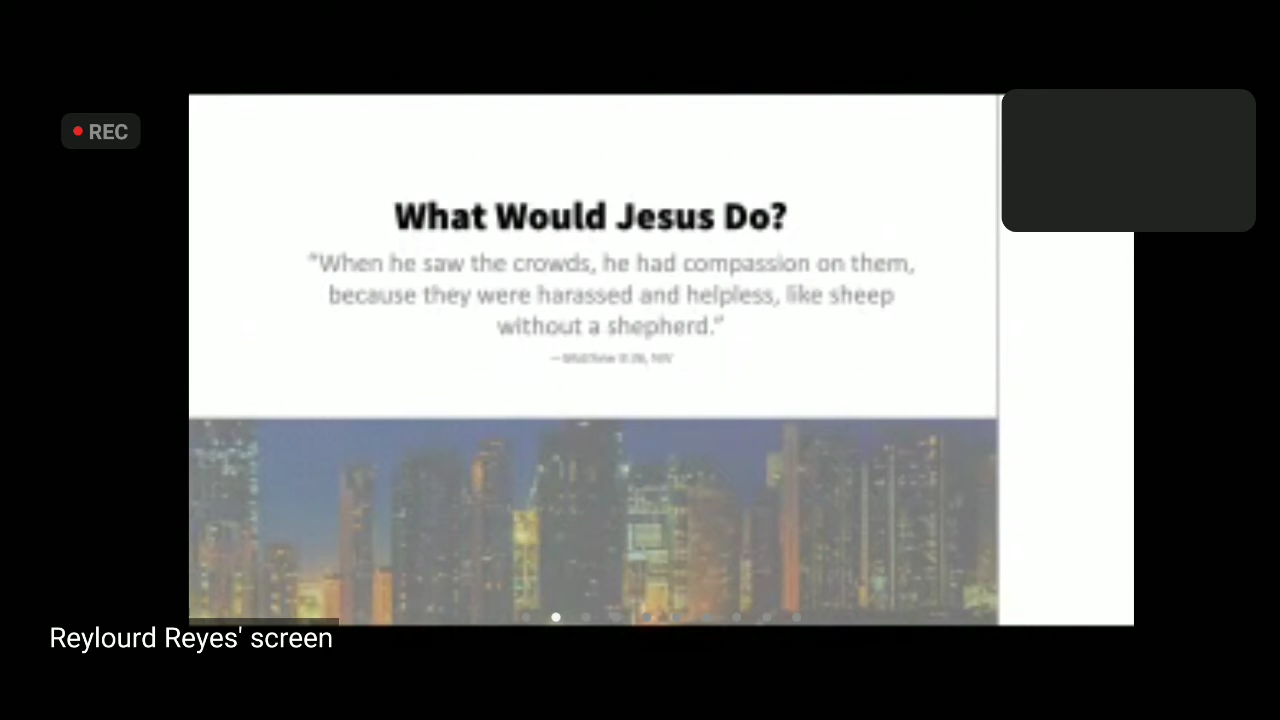 REC
What Would Jesus Do?
"When he saw the crowds, he had compassion on them,
because they were harassed and helpless, like sheep
without a shepherd."
Reylourd Reyes' screen